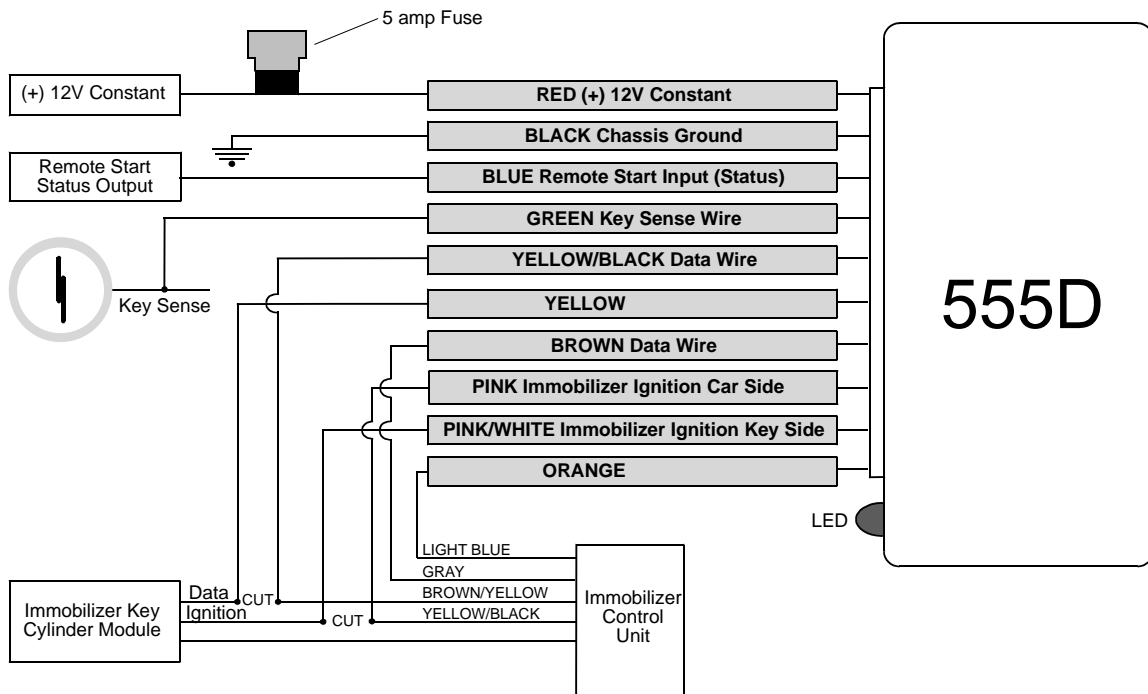 5 amp Fuse
(+) 12V Constant
RED (+) 12V Constant
BLACK Chassis Ground
Remote Start
Status Output
BLUE Remote Start Input (Status)
GREEN Key Sense Wire
YELLOW/BLACK Data Wire
Key Sense
YELLOW
555D
BROWN Data Wire
PINK Immobilizer Ignition Car Side
PINK/WHITE Immobilizer Ignition Key Side
ORANGE
LED
LIGHT BLUE
GRAY
Data
CUT
BROWN/YELLOW
Ignition
CUT
YELLOW/BLACK
Immobilizer Key
Cylinder Module
Immobilizer
Control
Unit